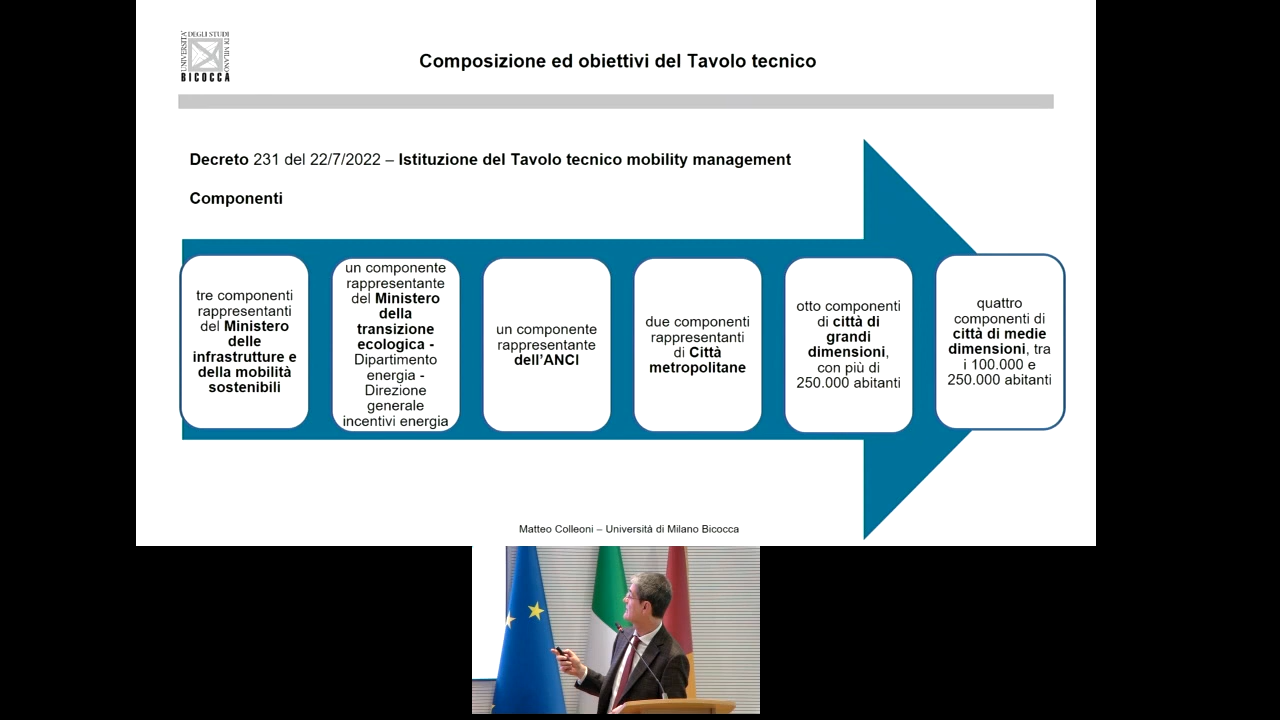 UNIVERSITA'
DEGLI STUDI
DI MILANO
BICOCCA
Composizione ed obiettivi del Tavolo tecnico
Decreto 231 del 22/7/2022 – Istituzione del Tavolo tecnico mobility management
Componenti
tre componenti
rappresentanti
del Ministero
delle
infrastrutture e
della mobilità
sostenibili
un componente
rappresentante
del Ministero
della
transizione
ecologica -
Dipartimento
energia -
Direzione
generale
incentivi energia
un componente
rappresentante
dell’ANCI
due componenti
rappresentanti
di Città
metropolitane
otto componenti
di città di
grandi
dimensioni,
con più di
250.000 abitanti
quattro
componenti di
città di medie
dimensioni, tra
i 100.000 e
250.000 abitanti
Matteo Colleoni – Università di Milano Bicocca